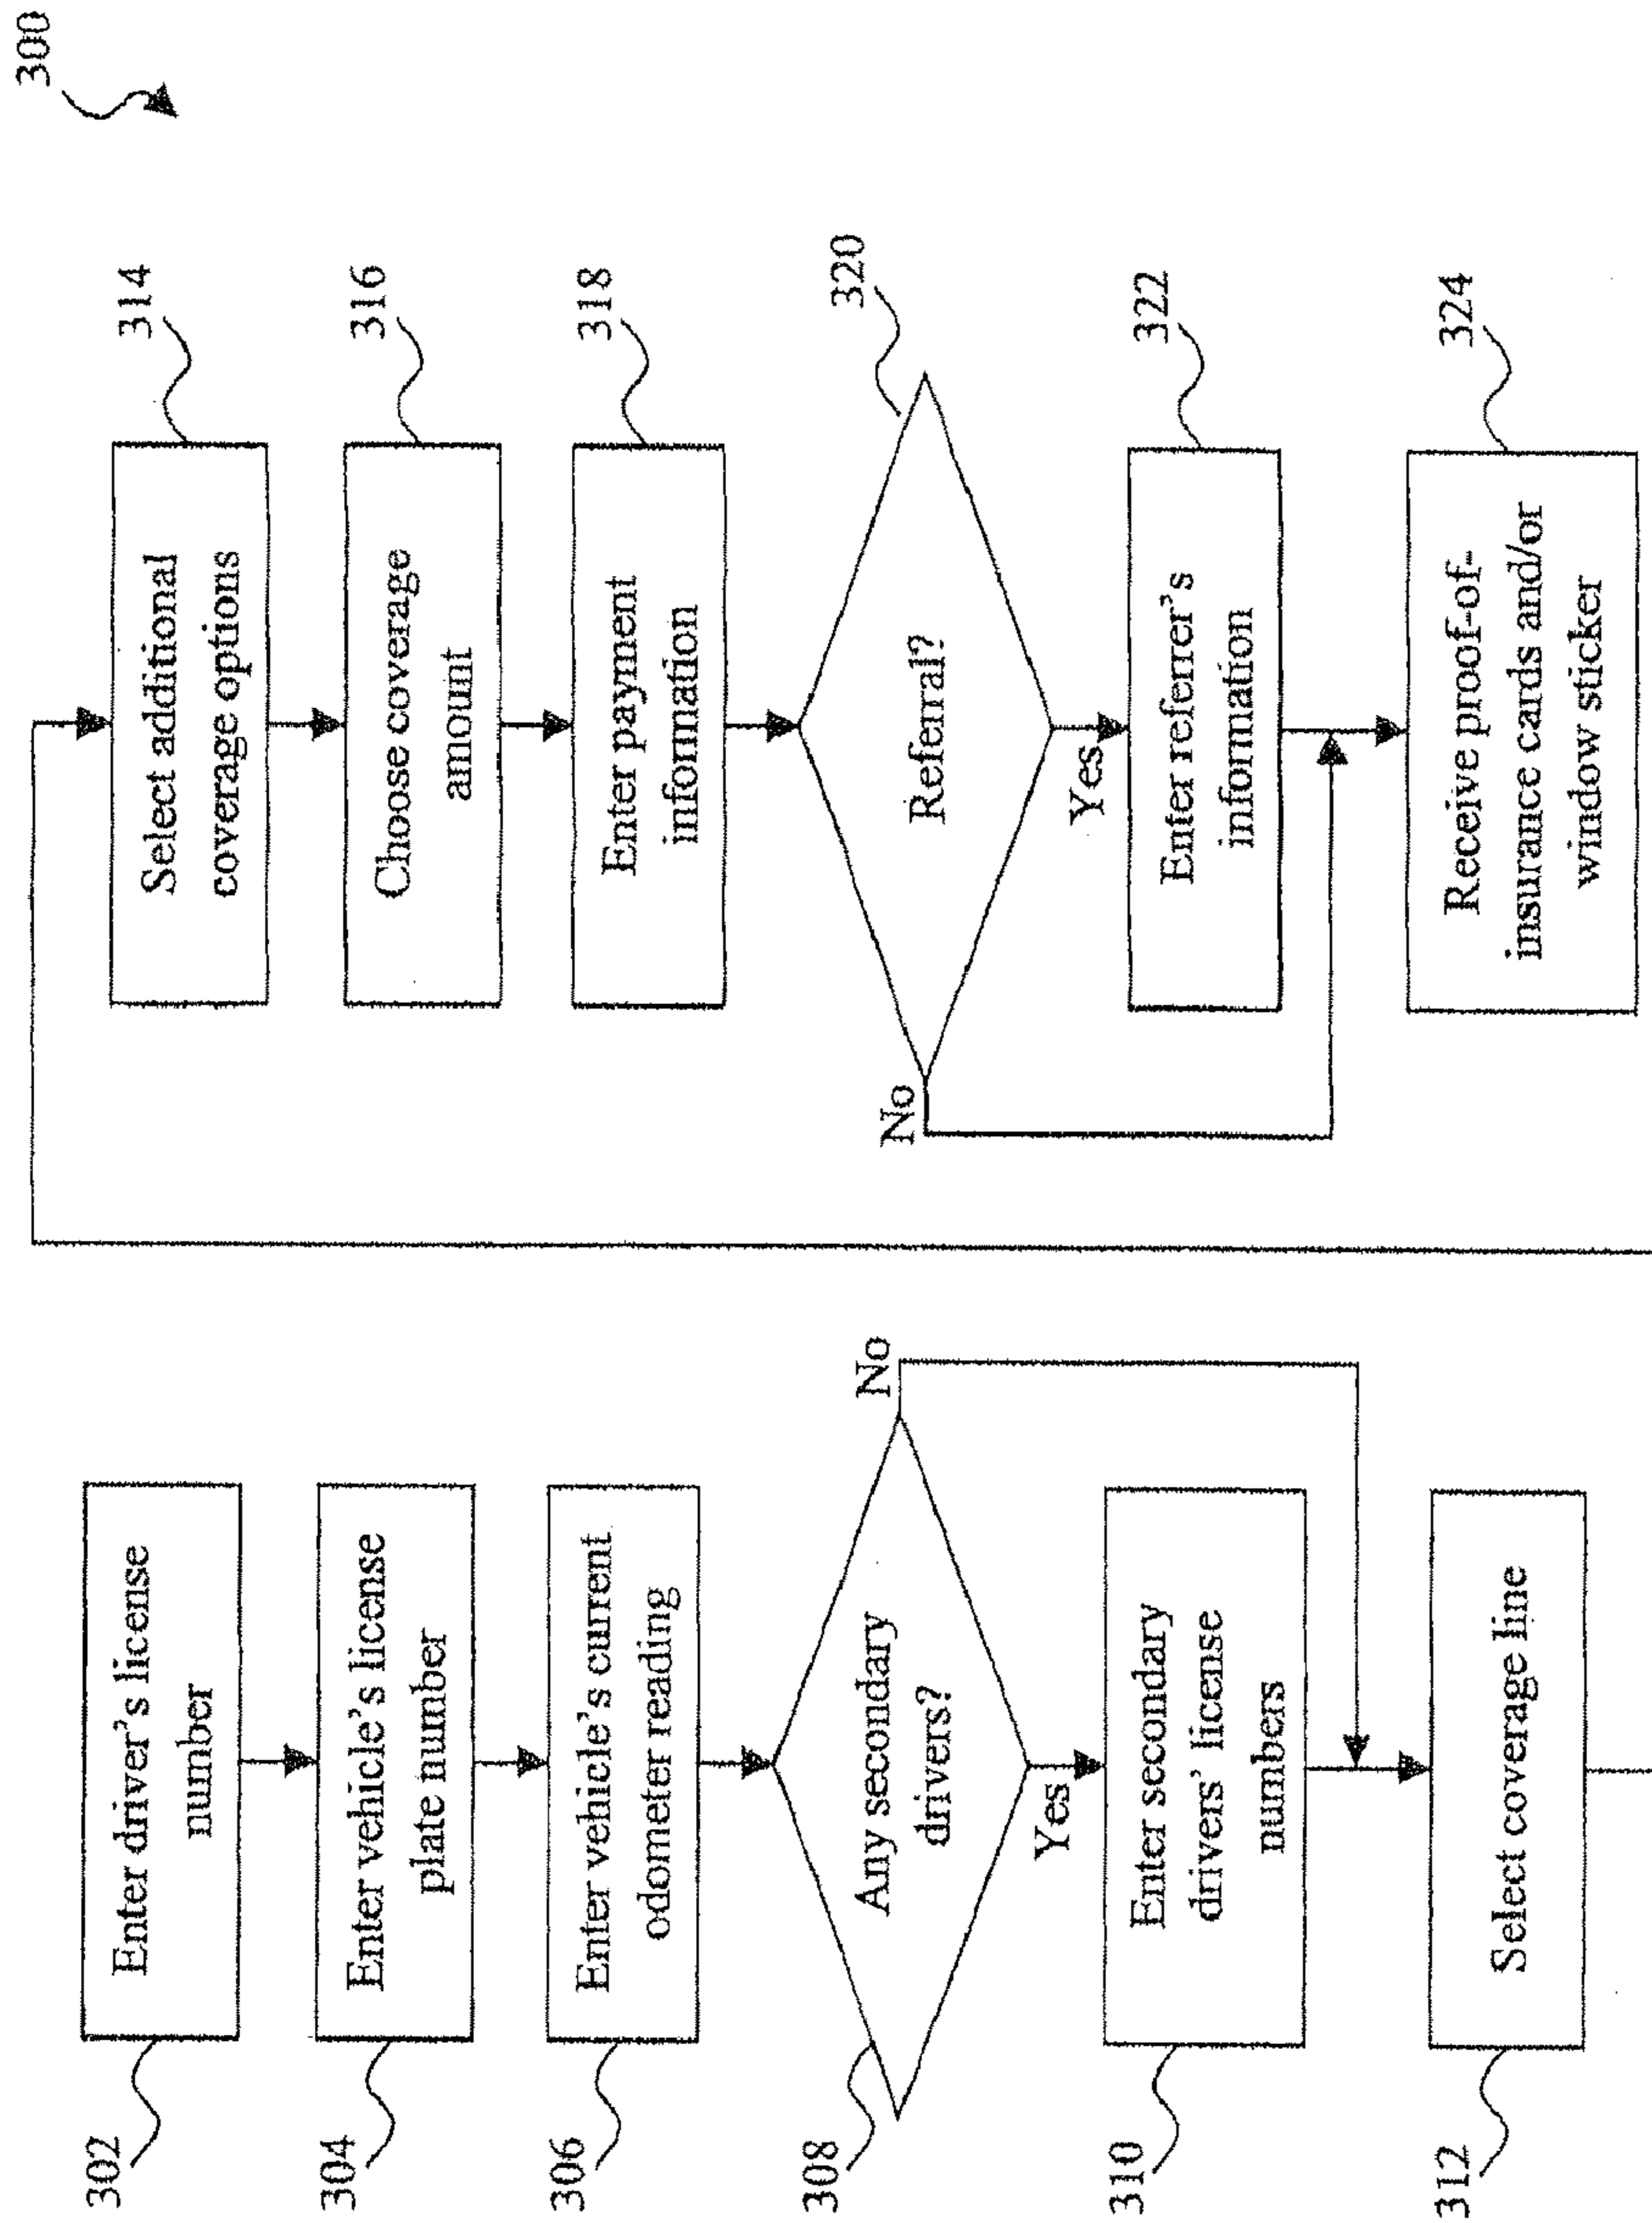 300
302
Enter driver's license
number
304
Enter vehicle's license
plate number
306
Enter vehicle's current
odometer reading
308
Any secondary
drivers?
No
Yes
310
Enter secondary
drivers' license
numbers
312
Select coverage line
314
Select additional
coverage options
316
Choose coverage
amount
318
Enter payment
information
320
Referral?
No
Yes
322
Enter referrer's
information
324
Receive proof-of-
insurance cards and/or
window sticker